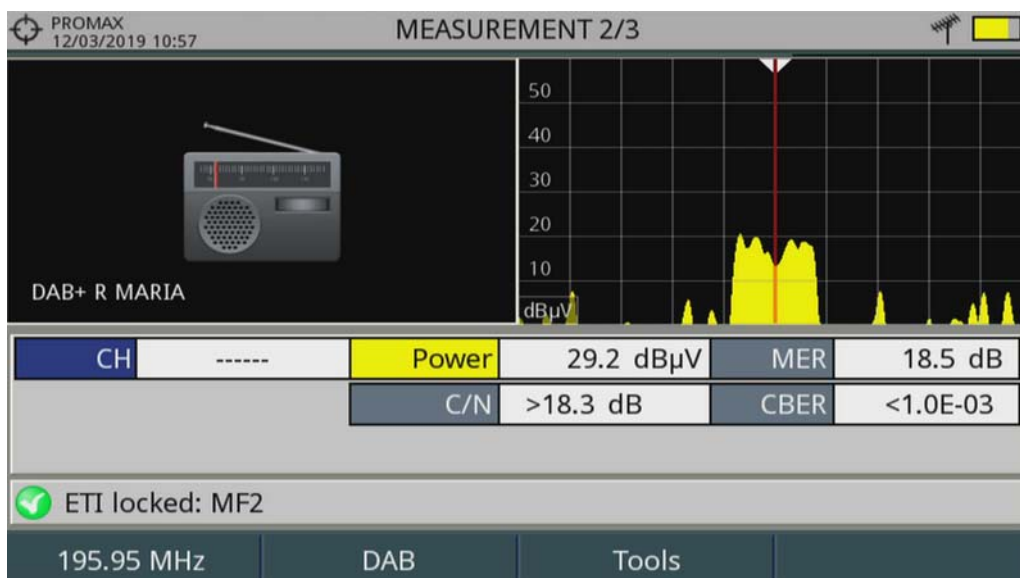 PROMAX
12/03/2019 10:57
MEASUREMENT 2/3
50
40
30
20
10
dBµV
DAB+ R MARIA
CH ------ Power 29.2 dBµV MER 18.5 dB
C/N >18.3 dB CBER <1.0E-03
ETI locked: MF2
195.95 MHz DAB Tools